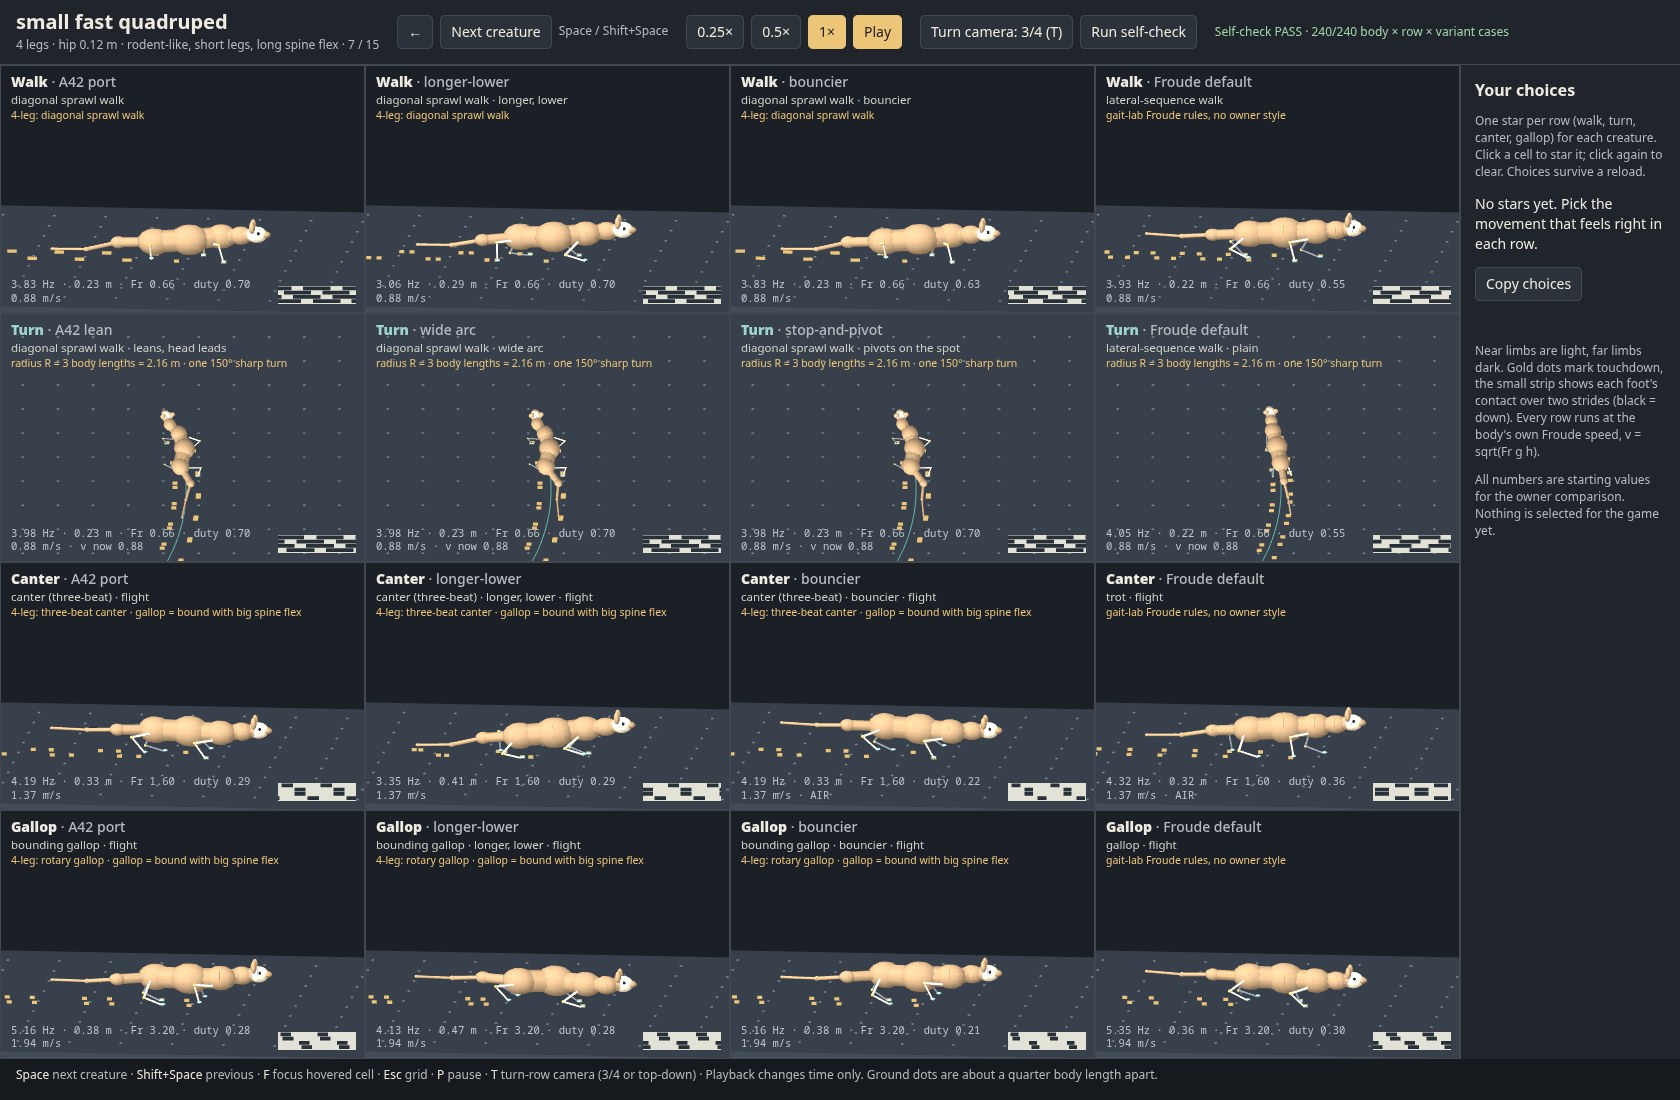 small fast quadruped
4 legs · hip 0.12 m · rodent-like, short legs, long spine flex · 7 / 15
←
Next creature
Space / Shift+Space
0.25×
0.5×
1×
Play
Turn camera: 3/4 (T)
Run self-check
Self-check PASS · 240/240 body × row × variant cases
Walk · A42 port
diagonal sprawl walk
4-leg: diagonal sprawl walk
3.83 Hz · 0.23 m · Fr 0.66 · duty 0.70
0.88 m/s
Walk · longer-lower
diagonal sprawl walk · longer, lower
4-leg: diagonal sprawl walk
3.06 Hz · 0.29 m · Fr 0.66 · duty 0.70
0.88 m/s
Walk · bouncier
diagonal sprawl walk · bouncier
4-leg: diagonal sprawl walk
3.83 Hz · 0.23 m · Fr 0.66 · duty 0.63
0.88 m/s
Walk · Froude default
lateral-sequence walk
gait-lab Froude rules, no owner style
3.93 Hz · 0.22 m · Fr 0.66 · duty 0.55
0.88 m/s
Turn · A42 lean
diagonal sprawl walk · leans, head leads
radius R = 3 body lengths = 2.16 m · one 150° sharp turn
3.98 Hz · 0.23 m · Fr 0.66 · duty 0.70
0.88 m/s · v now 0.88
Turn · wide arc
diagonal sprawl walk · wide arc
radius R = 3 body lengths = 2.16 m · one 150° sharp turn
3.98 Hz · 0.23 m · Fr 0.66 · duty 0.70
0.88 m/s · v now 0.88
Turn · stop-and-pivot
diagonal sprawl walk · pivots on the spot
radius R = 3 body lengths = 2.16 m · one 150° sharp turn
3.98 Hz · 0.23 m · Fr 0.66 · duty 0.70
0.88 m/s · v now 0.88
Turn · Froude default
lateral-sequence walk · plain
radius R = 3 body lengths = 2.16 m · one 150° sharp turn
4.05 Hz · 0.22 m · Fr 0.66 · duty 0.55
0.88 m/s · v now 0.88
Canter · A42 port
canter (three-beat) · flight
4-leg: three-beat canter · gallop = bound with big spine flex
4.19 Hz · 0.33 m · Fr 1.60 · duty 0.29
1.37 m/s
Canter · longer-lower
canter (three-beat) · longer, lower · flight
4-leg: three-beat canter · gallop = bound with big spine flex
3.35 Hz · 0.41 m · Fr 1.60 · duty 0.29
1.37 m/s
Canter · bouncier
canter (three-beat) · bouncier · flight
4-leg: three-beat canter · gallop = bound with big spine flex
4.19 Hz · 0.33 m · Fr 1.60 · duty 0.22
1.37 m/s · AIR
Canter · Froude default
trot · flight
gait-lab Froude rules, no owner style
4.32 Hz · 0.32 m · Fr 1.60 · duty 0.36
1.37 m/s · AIR
Gallop · A42 port
bounding gallop · flight
4-leg: rotary gallop · gallop = bound with big spine flex
5.16 Hz · 0.38 m · Fr 3.20 · duty 0.28
1.94 m/s
Gallop · longer-lower
bounding gallop · longer, lower · flight
4-leg: rotary gallop · gallop = bound with big spine flex
4.13 Hz · 0.47 m · Fr 3.20 · duty 0.28
1.94 m/s
Gallop · bouncier
bounding gallop · bouncier · flight
4-leg: rotary gallop · gallop = bound with big spine flex
5.16 Hz · 0.38 m · Fr 3.20 · duty 0.21
1.94 m/s
Gallop · Froude default
gallop · flight
gait-lab Froude rules, no owner style
5.35 Hz · 0.36 m · Fr 3.20 · duty 0.30
1.94 m/s
Your choices
One star per row (walk, turn,
canter, gallop) for each creature.
Click a cell to star it; click again to
clear. Choices survive a reload.
No stars yet. Pick the
movement that feels right in
each row.
Copy choices
Near limbs are light, far limbs
dark. Gold dots mark touchdown,
the small strip shows each foot's
contact over two strides (black =
down). Every row runs at the
body's own Froude speed, v =
sqrt(Fr g h).
All numbers are starting values
for the owner comparison.
Nothing is selected for the game
yet.
Space next creature · Shift+Space previous · F focus hovered cell · Esc grid · P pause · T turn-row camera (3/4 or top-down) · Playback changes time only. Ground dots are about a quarter body length apart.